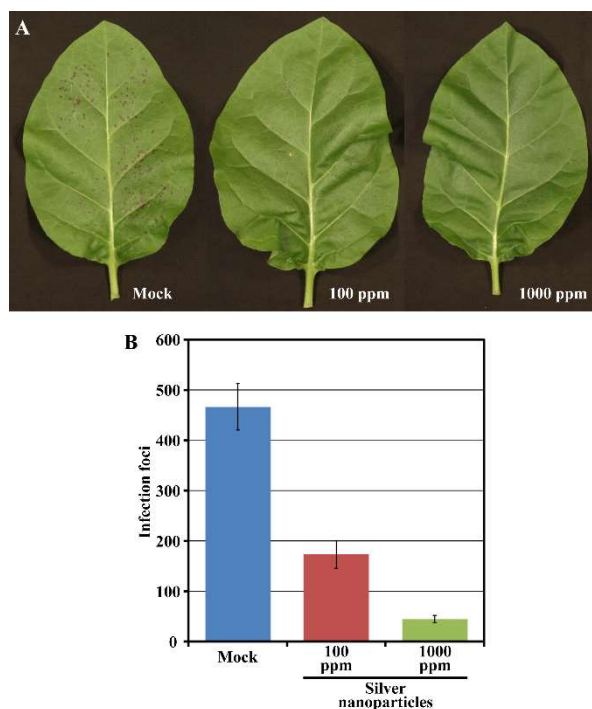 A
Mock
100 ppm
1000 ppm
B
600
500
400
300
200
100
0
Infection foci
Mock
100
ppm
1000
ppm
Silver
nanoparticles